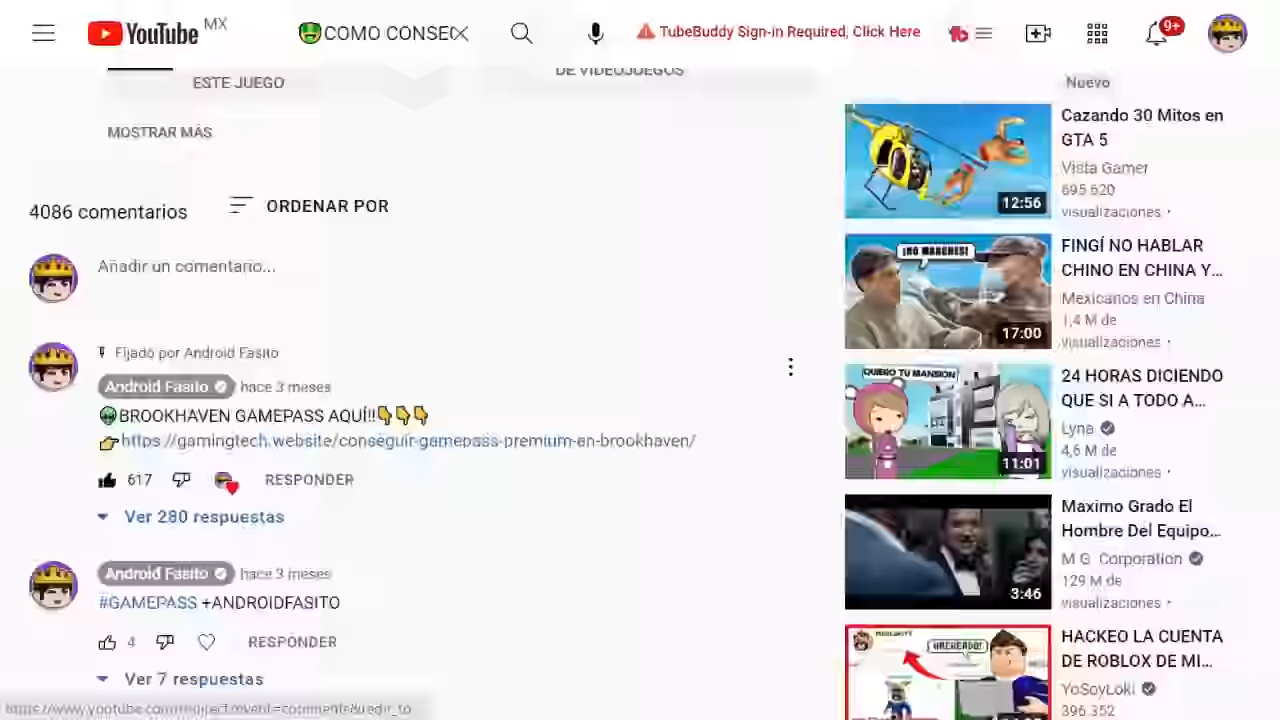 YouTube MX
COMO CONSE
TubeBuddy Sign-in Required, Click Here
9+
ESTE JUEGO
DE VIDEOJUEGOS
MOSTRAR MÁS
4086 comentarios
ORDENAR POR
Añadir un comentario...
Fijado por Android Fasito
Android Fasito hace 3 meses
BROOKHAVEN GAMEPASS AQUÍ!!
https://gamingtech.website/conseguir-gamepass-premium-en-brookhaven/
617
RESPONDER
Ver 280 respuestas
Android Fasito hace 3 meses
#GAMEPASS +ANDROIDFASITO
4
RESPONDER
Ver 7 respuestas
Nuevo
12:56
Cazando 30 Mitos en
GTA 5
Vista Gamer
695 620
visualizaciones •
¡NO MANCHES!
17:00
FINGÍ NO HABLAR
CHINO EN CHINA Y...
Mexicanos en China
1,4 M de
visualizaciones •
QUIERO TU MANSION
11:01
24 HORAS DICIENDO
QUE SI A TODO A...
Lyna
4,6 M de
visualizaciones •
3:46
Maximo Grado El
Hombre Del Equipo...
M G Corporation
129 M de
visualizaciones •
HACKEO LA CUENTA
DE ROBLOX DE MI...
YoSoyLoki
396 352